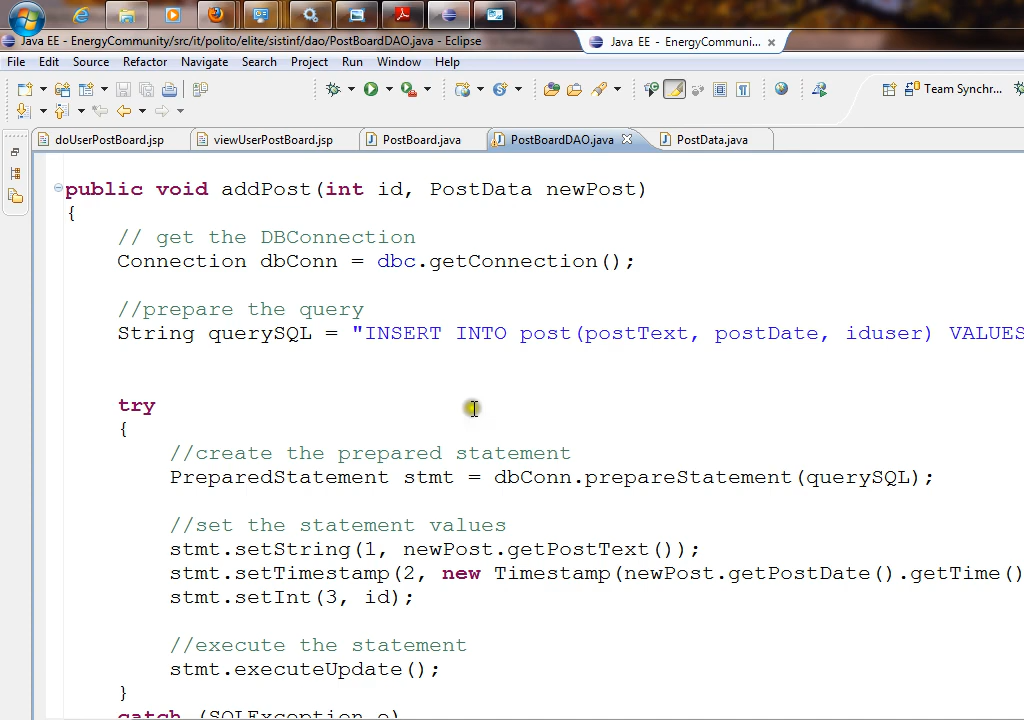 Java EE - EnergyCommunity/src/it/polito/elite/sistinf/dao/PostBoardDAO.java - Eclipse
Java EE - EnergyCommuni...
File Edit Source Refactor Navigate Search Project Run Window Help
Team Synchr...
doUserPostBoard.jsp viewUserPostBoard.jsp PostBoard.java PostBoardDAO.java PostData.java
public void addPost(int id, PostData newPost)
{
// get the DBConnection
Connection dbConn = dbc.getConnection();
//prepare the query
String querySQL = "INSERT INTO post(postText, postDate, iduser) VALUES
try
{
//create the prepared statement
PreparedStatement stmt = dbConn.prepareStatement(querySQL);
//set the statement values
stmt.setString(1, newPost.getPostText());
stmt.setTimestamp(2, new Timestamp(newPost.getPostDate().getTime()
stmt.setInt(3, id);
//execute the statement
stmt.executeUpdate();
}
catch (SQLException e)